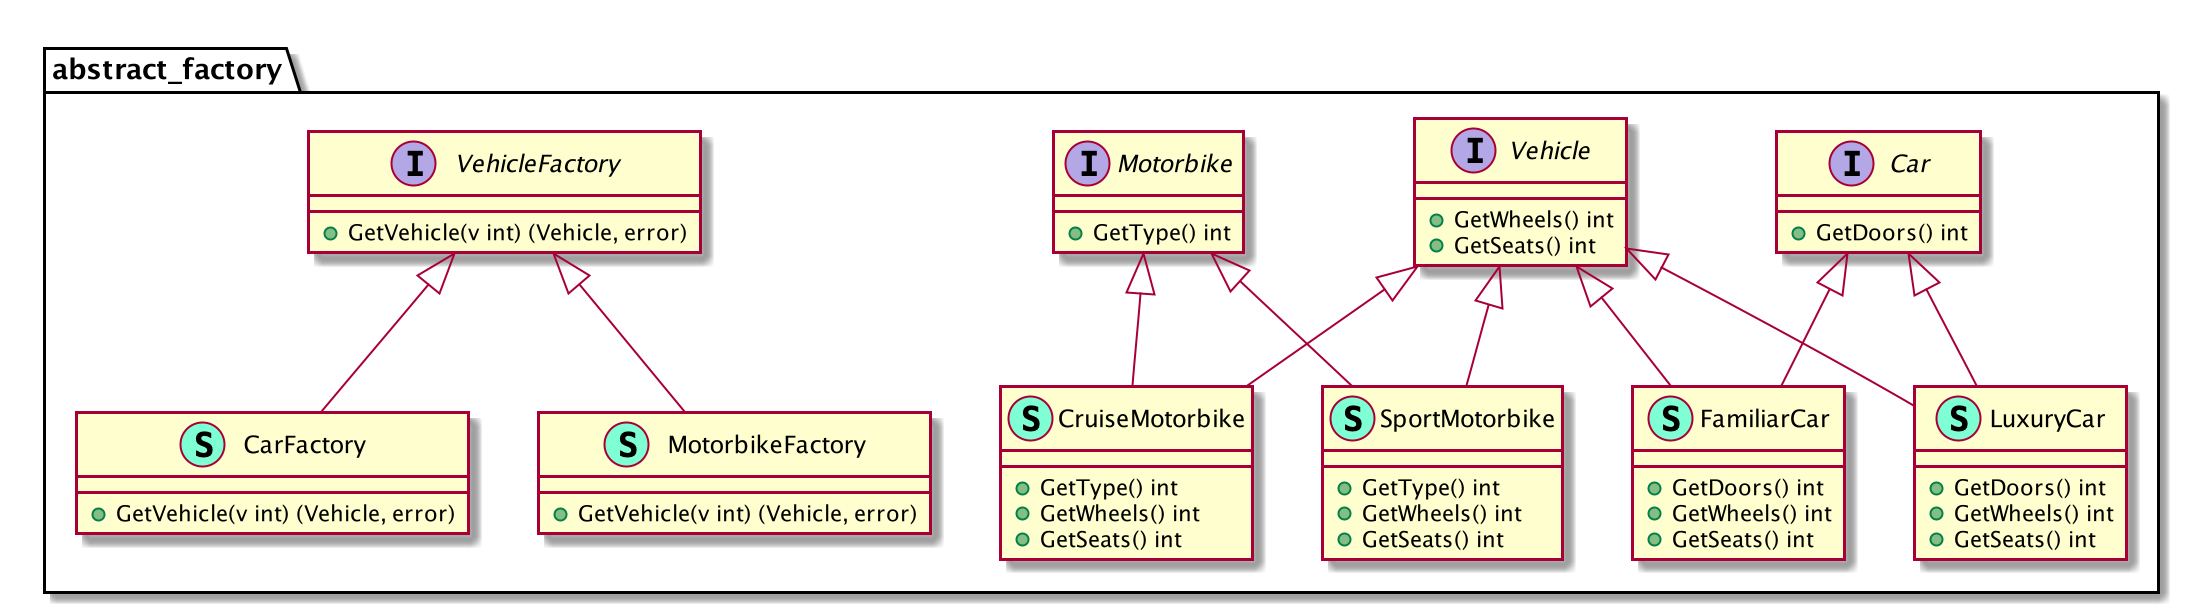 abstract_factory
I VehicleFactory
GetVehicle(v int) (Vehicle, error)
I Motorbike
GetType() int
I Vehicle
GetWheels() int
GetSeats() int
I Car
GetDoors() int
S CarFactory
GetVehicle(v int) (Vehicle, error)
S MotorbikeFactory
GetVehicle(v int) (Vehicle, error)
S CruiseMotorbike
GetType() int
GetWheels() int
GetSeats() int
S SportMotorbike
GetType() int
GetWheels() int
GetSeats() int
S FamiliarCar
GetDoors() int
GetWheels() int
GetSeats() int
S LuxuryCar
GetDoors() int
GetWheels() int
GetSeats() int